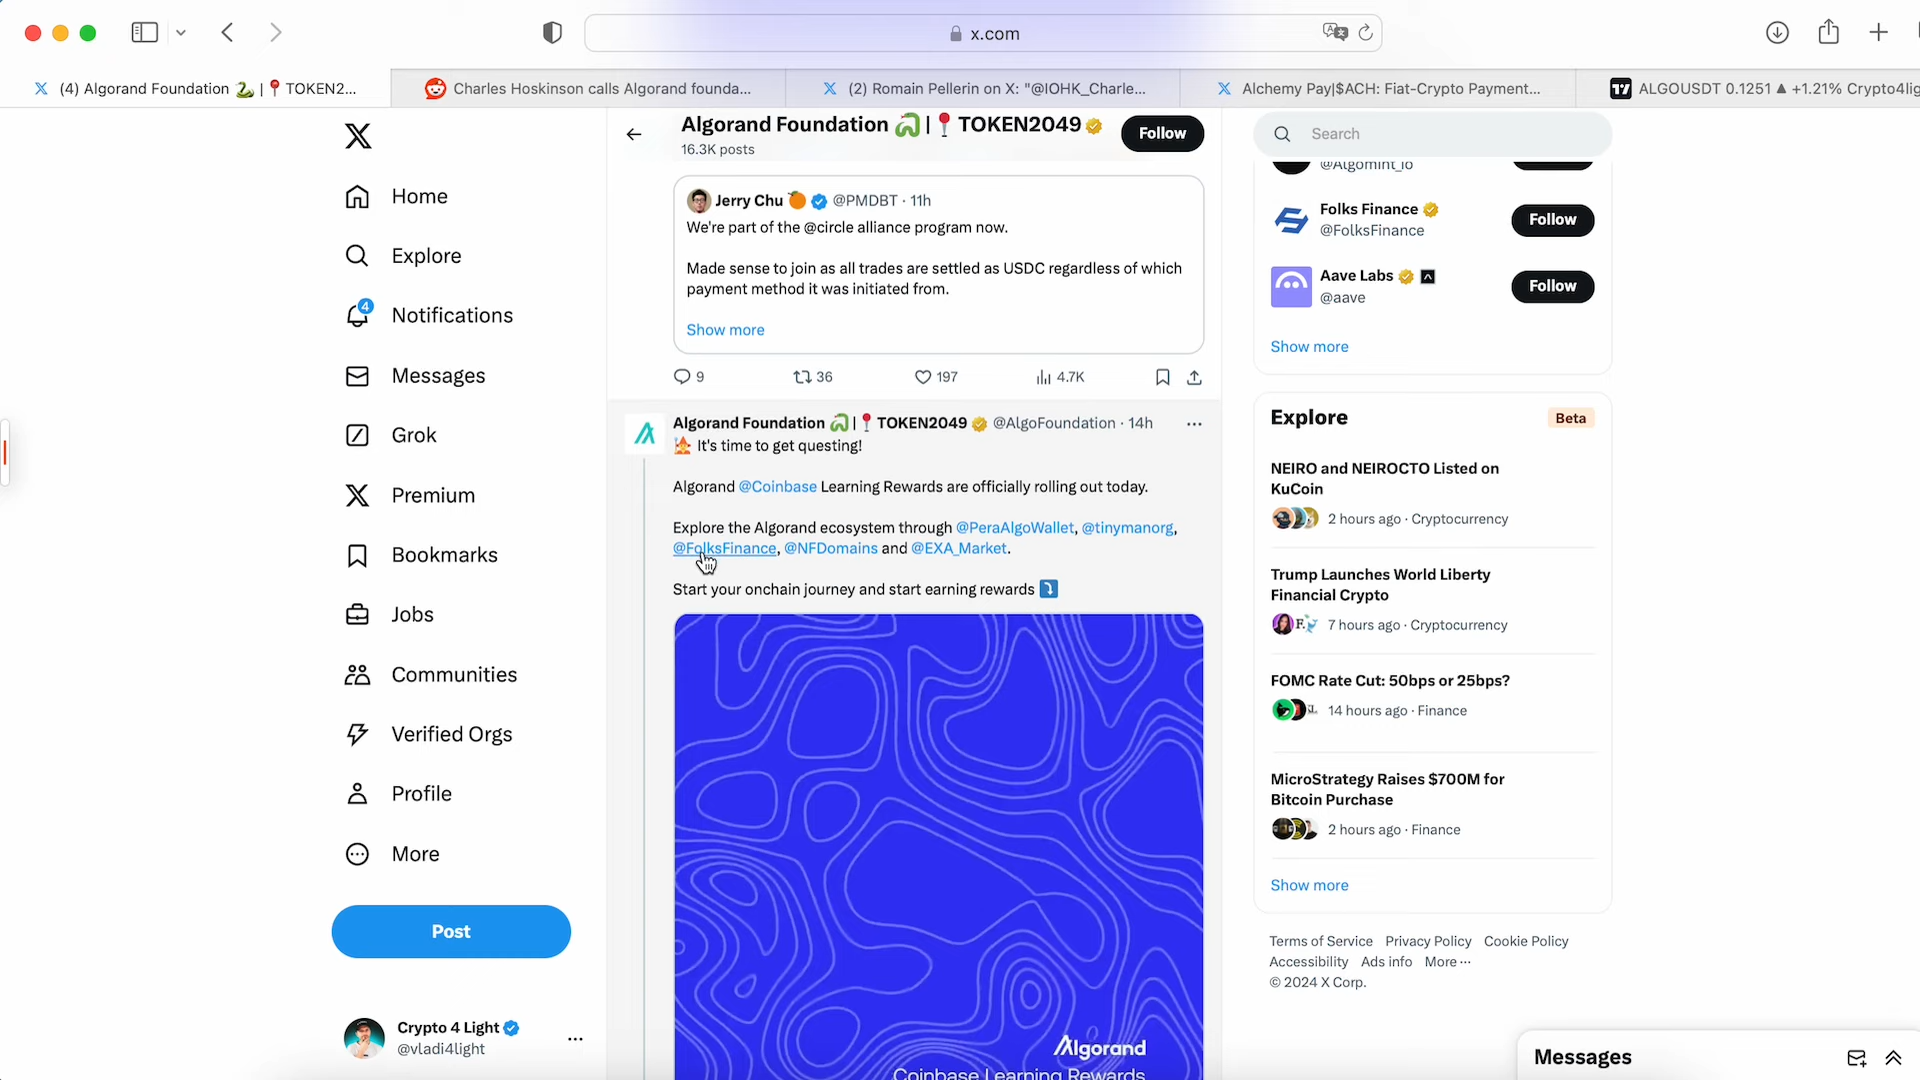 x.com
(4) Algorand Foundation 🐍 | 📍 TOKEN2...
Charles Hoskinson calls Algorand founda...
(2) Romain Pellerin on X: "@IOHK_Charle...
Alchemy Pay|$ACH: Fiat-Crypto Payment...
ALGOUSDT 0.1251 ▲ +1.21% Crypto4lig
Home
Explore
Notifications
4
Messages
Grok
Premium
Bookmarks
Jobs
Communities
Verified Orgs
Profile
More
Post
Crypto 4 Light
@vladi4light
Algorand Foundation 🐍 | 📍 TOKEN2049
16.3K posts
Follow
Jerry Chu 🍊 @PMDBT · 11h
We're part of the @circle alliance program now.
Made sense to join as all trades are settled as USDC regardless of which
payment method it was initiated from.
Show more
9 36 197 4.7K
Algorand Foundation 🐍 | 📍 TOKEN2049 @AlgoFoundation · 14h
It's time to get questing!
Algorand @Coinbase Learning Rewards are officially rolling out today.
Explore the Algorand ecosystem through @PeraAlgoWallet, @tinymanorg,
@FolksFinance, @NFDomains and @EXA_Market.
Start your onchain journey and start earning rewards ⤵️
Algorand
Coinbase Learning Rewards
Search
@Algomint_io
Folks Finance
@FolksFinance
Follow
Aave Labs
@aave
Follow
Show more
Explore
Beta
NEIRO and NEIROCTO Listed on
KuCoin
2 hours ago · Cryptocurrency
Trump Launches World Liberty
Financial Crypto
7 hours ago · Cryptocurrency
FOMC Rate Cut: 50bps or 25bps?
14 hours ago · Finance
MicroStrategy Raises $700M for
Bitcoin Purchase
2 hours ago · Finance
Show more
Terms of Service Privacy Policy Cookie Policy
Accessibility Ads info More ···
© 2024 X Corp.
Messages